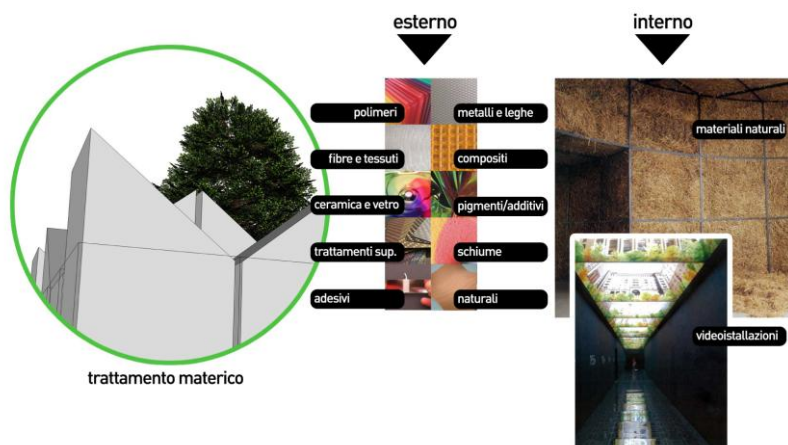 esterno
interno
polimeri
metalli e leghe
materiali naturali
fibre e tessuti
compositi
ceramica e vetro
pigmenti/additivi
trattamenti sup.
schiume
adesivi
naturali
videoistallazioni
trattamento materico